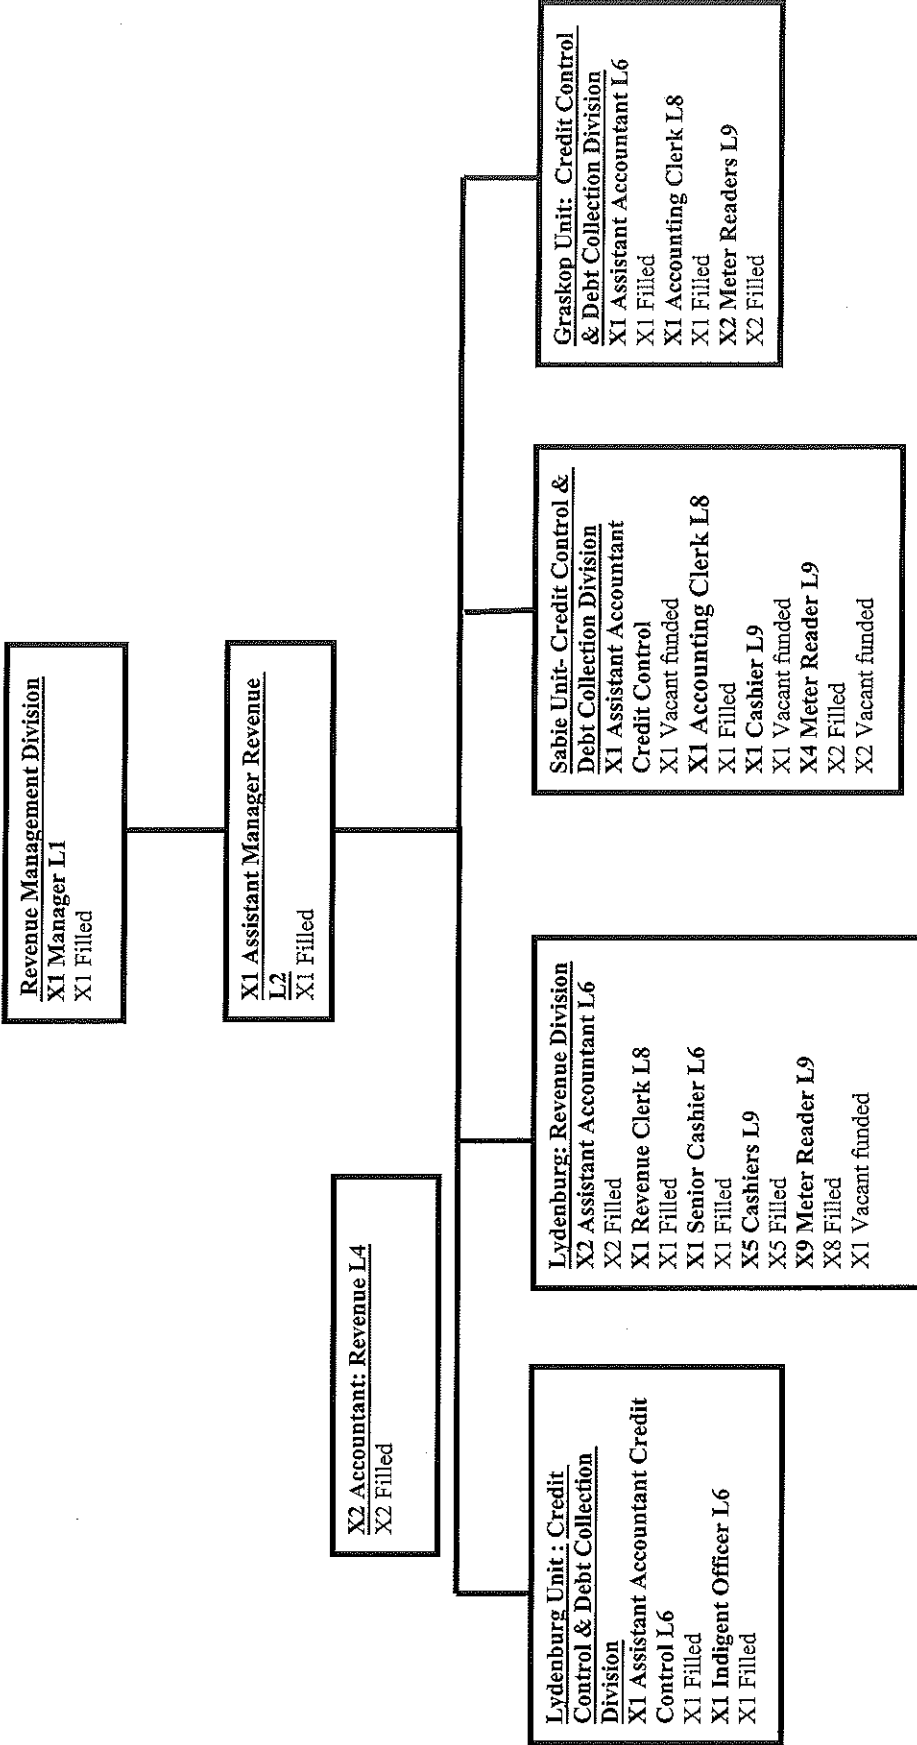 Revenue Management Division
X1 Manager L1
X1 Filled
X1 Assistant Manager Revenue
L2
X1 Filled
X2 Accountant: Revenue L4
X2 Filled
Lydenburg Unit : Credit
Control & Debt Collection
Division
X1 Assistant Accountant Credit
Control L6
X1 Filled
X1 Indigent Officer L6
X1 Filled
Lydenburg: Revenue Division
X2 Assistant Accountant L6
X2 Filled
X1 Revenue Clerk L8
X1 Filled
X1 Senior Cashier L6
X1 Filled
X5 Cashiers L9
X5 Filled
X9 Meter Reader L9
X8 Filled
X1 Vacant funded
Sabie Unit- Credit Control &
Debt Collection Division
X1 Assistant Accountant
Credit Control
X1 Vacant funded
X1 Accounting Clerk L8
X1 Filled
X1 Cashier L9
X1 Vacant funded
X4 Meter Reader L9
X2 Filled
X2 Vacant funded
Graskop Unit: Credit Control
& Debt Collection Division
X1 Assistant Accountant L6
X1 Filled
X1 Accounting Clerk L8
X1 Filled
X2 Meter Readers L9
X2 Filled